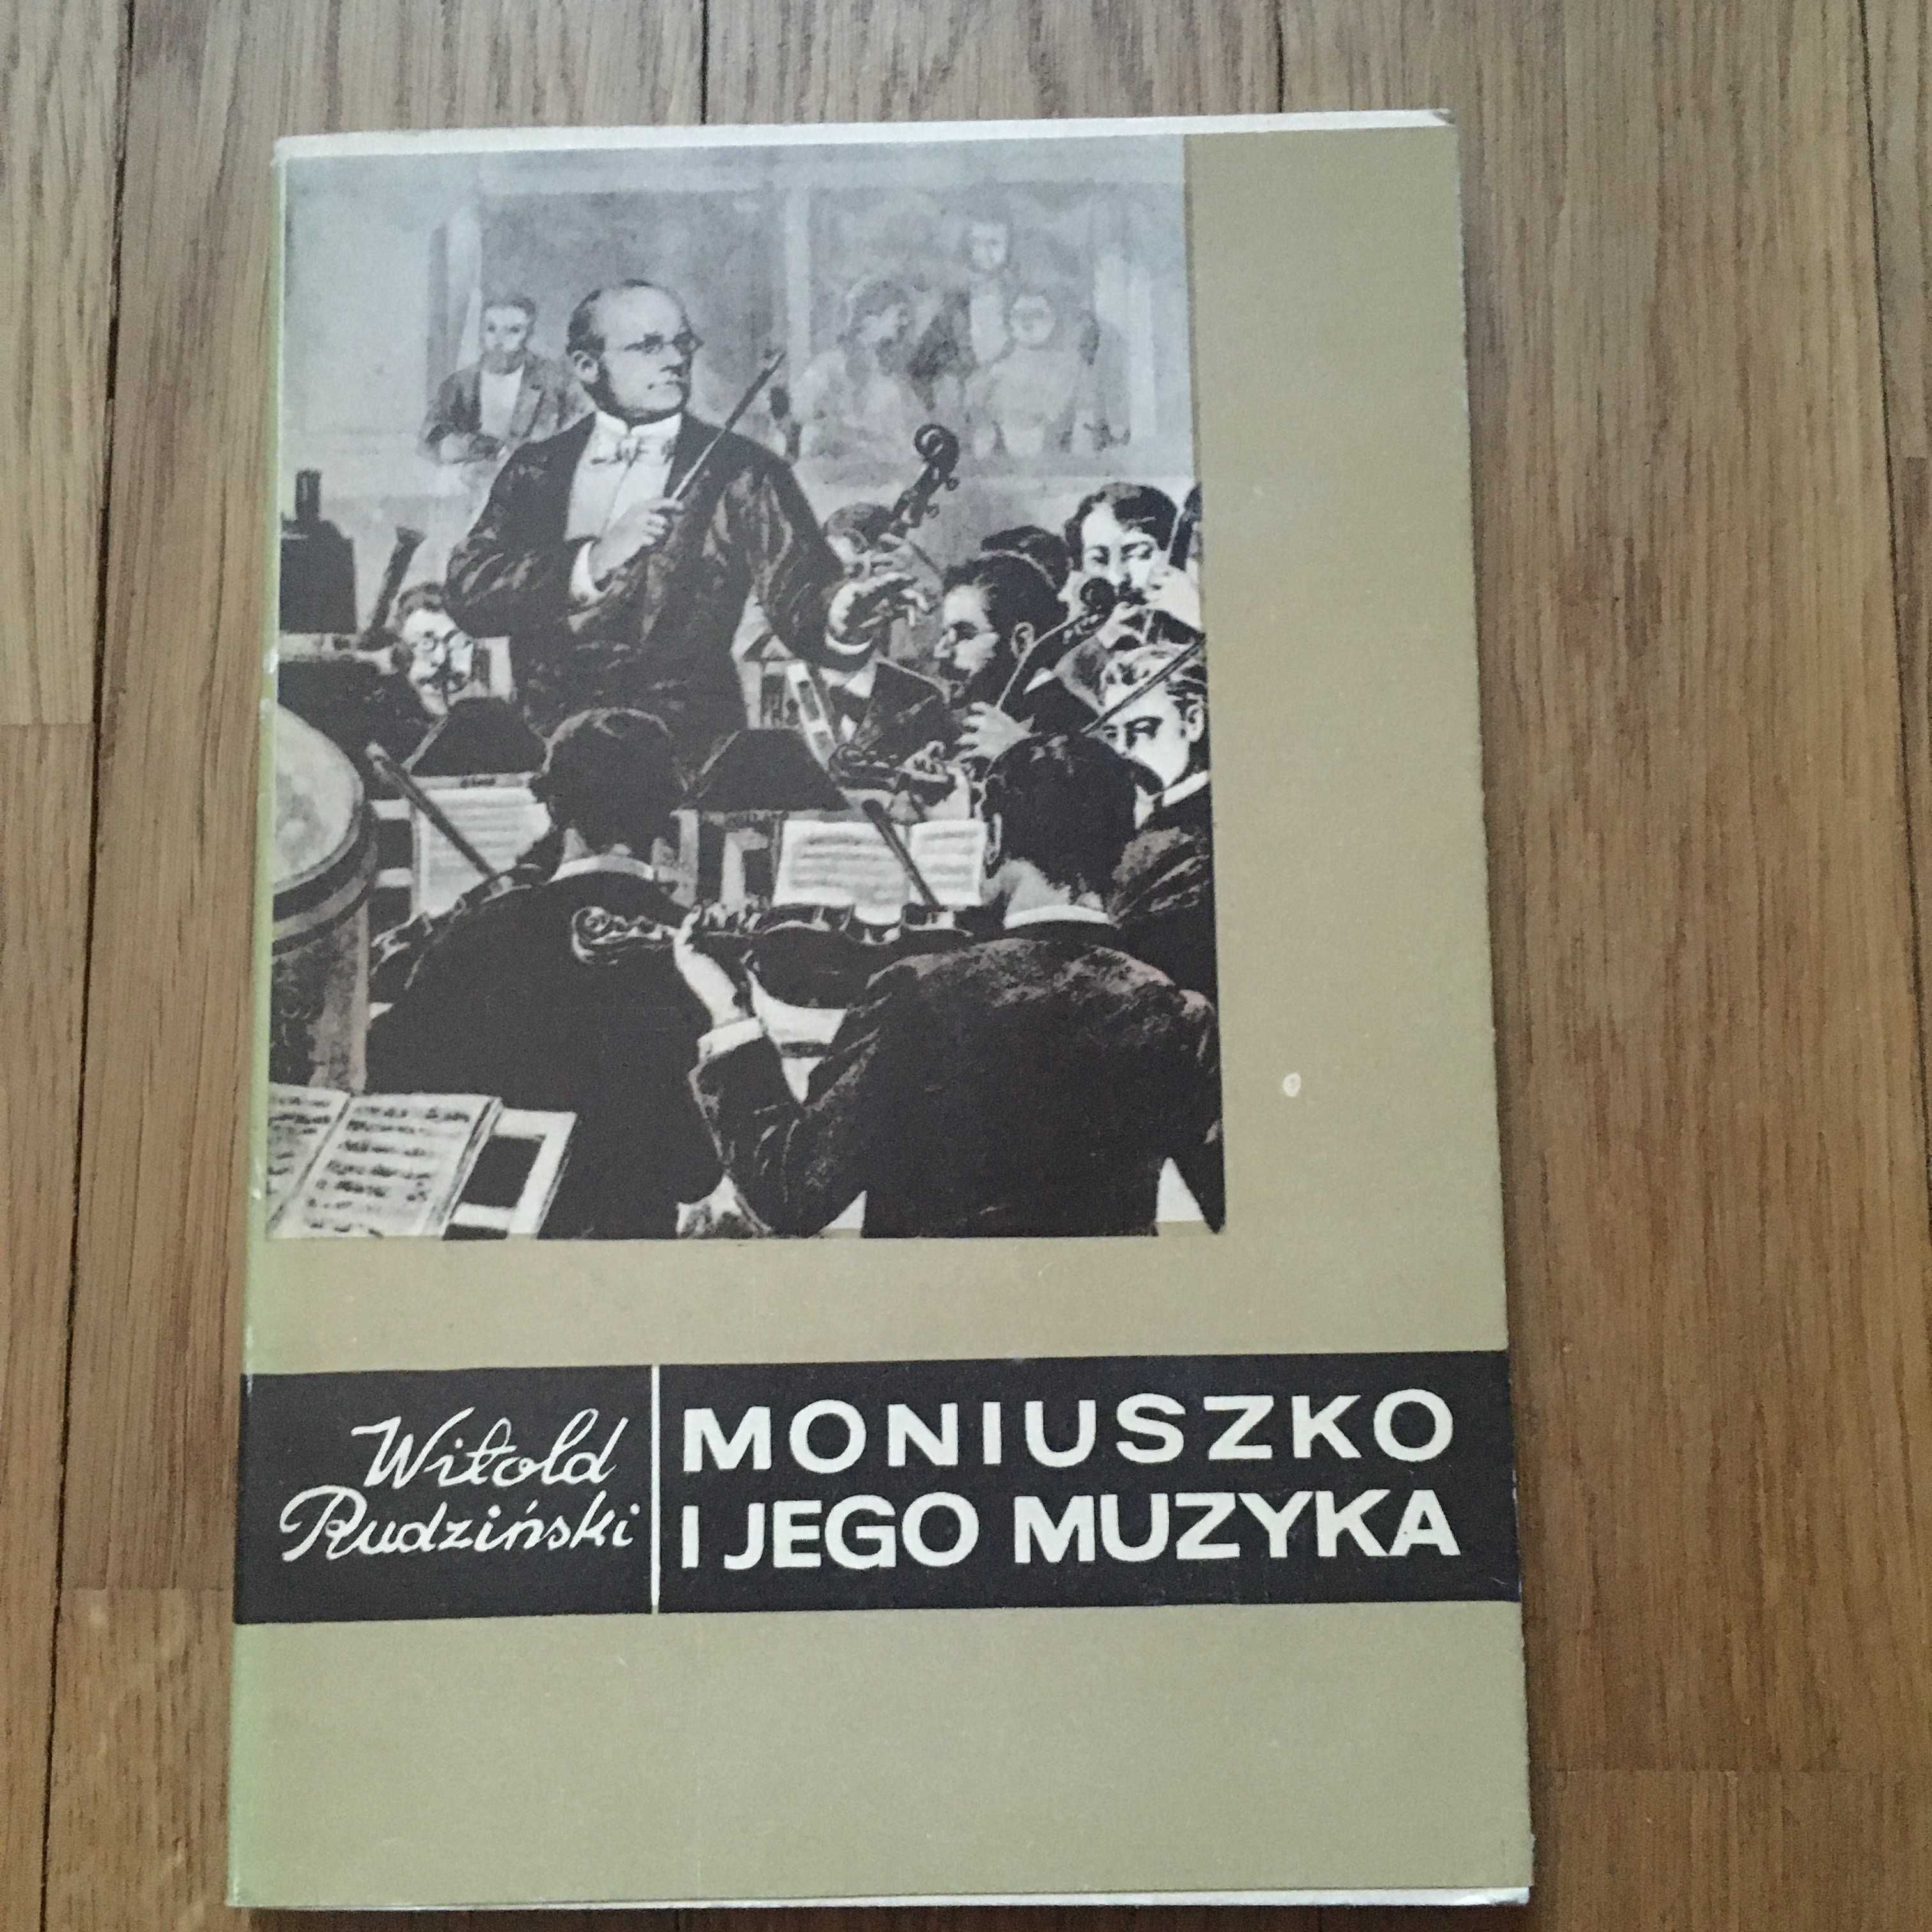 Witold
Rudziński
MONIUSZKO
I JEGO MUZYKA